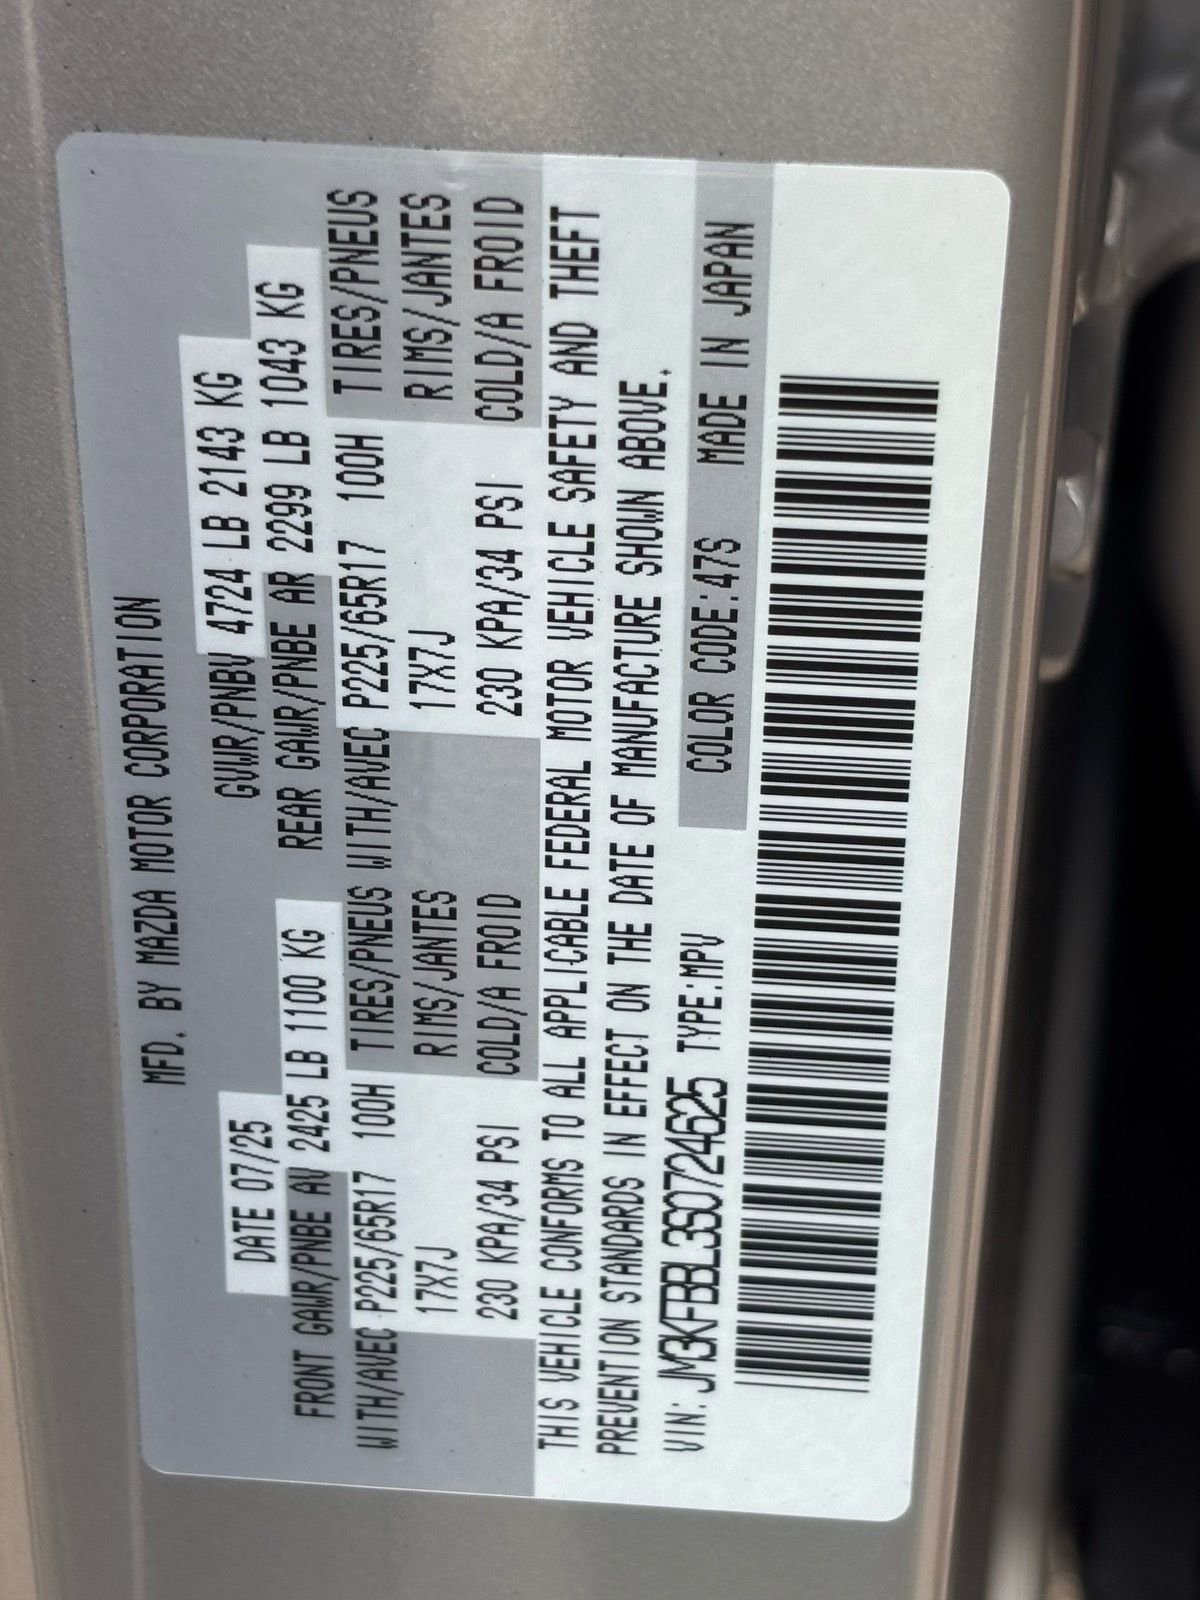 MFD. BY MAZDA MOTOR CORPORATION
DATE 07/25 GVWR/PNBV 4724 LB 2143 KG
FRONT GAWR/PNBE AV 2425 LB 1100 KG REAR GAWR/PNBE AR 2299 LB 1043 KG
WITH/AVEC P225/65R17 100H TIRES/PNEUS WITH/AVEC P225/65R17 100H TIRES/PNEUS
17X7J RIMS/JANTES 17X7J RIMS/JANTES
230 KPA/34 PSI COLD/A FROID 230 KPA/34 PSI COLD/A FROID
THIS VEHICLE CONFORMS TO ALL APPLICABLE FEDERAL MOTOR VEHICLE SAFETY AND THEFT
PREVENTION STANDARDS IN EFFECT ON THE DATE OF MANUFACTURE SHOWN ABOVE.
VIN: JM3KFBBL3S0724625 TYPE:MPV COLOR CODE:47S MADE IN JAPAN